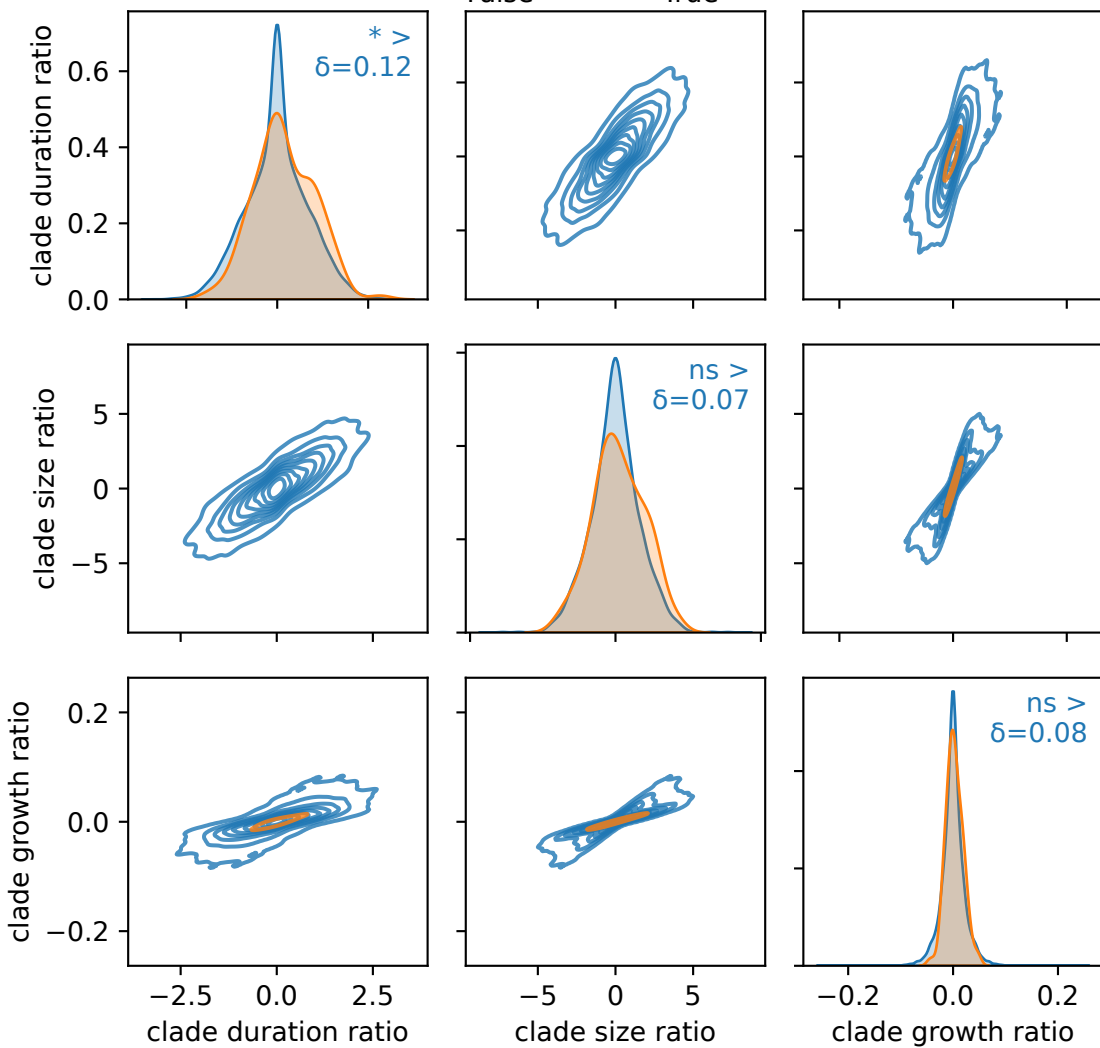 * >
δ=0.12
clade duration ratio
0.6
0.4
0.2
0.0
ns >
δ=0.07
clade size ratio
5
0
−5
ns >
δ=0.08
clade growth ratio
0.2
0.0
−0.2
−2.5 0.0 2.5 −5 0 5 −0.2 0.0 0.2
clade duration ratio clade size ratio clade growth ratio